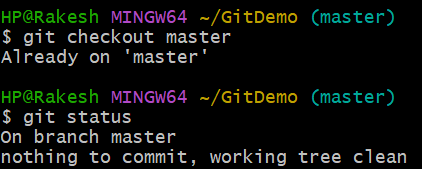 HP@Rakesh MINGW64 ~/GitDemo (master)
$ git checkout master
Already on 'master'
HP@Rakesh MINGW64 ~/GitDemo (master)
$ git status
On branch master
nothing to commit, working tree clean